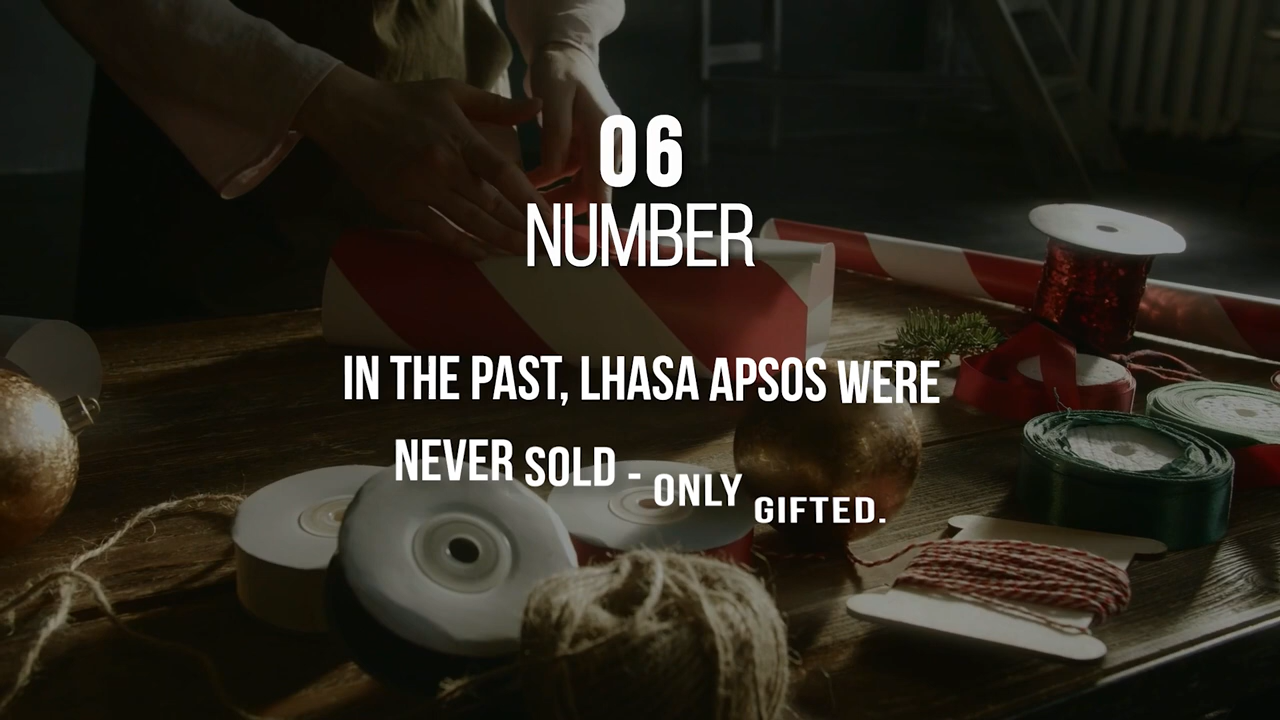 06
NUMBER
IN THE PAST, LHASA APSOS WERE
NEVER SOLD - ONLY GIFTED.